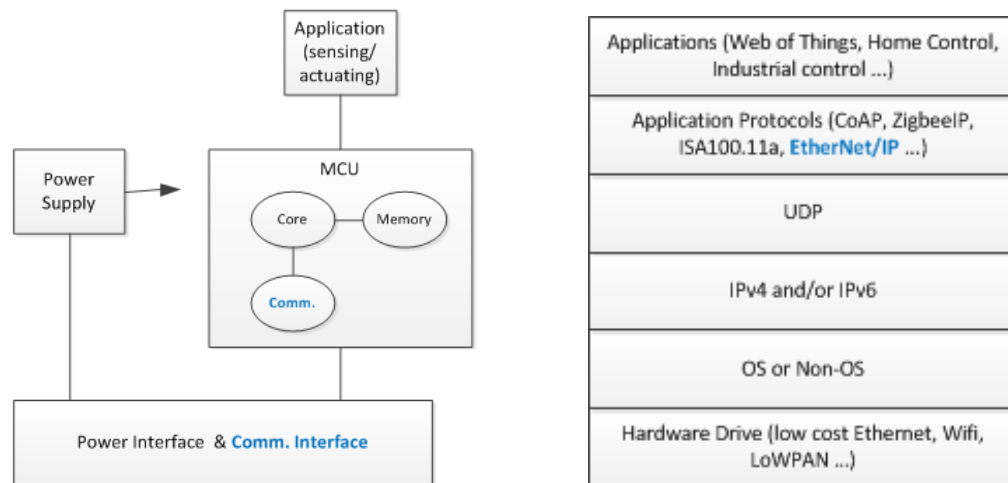 Application
(sensing/
actuating)
Power
Supply
MCU
Core
Memory
Comm.
Power Interface & Comm. Interface
Applications (Web of Things, Home Control,
Industrial control ...)
Application Protocols (CoAP, ZigbeeIP,
ISA100.11a, EtherNet/IP ...)
UDP
IPv4 and/or IPv6
OS or Non-OS
Hardware Drive (low cost Ethernet, Wifi,
LoWPAN ...)